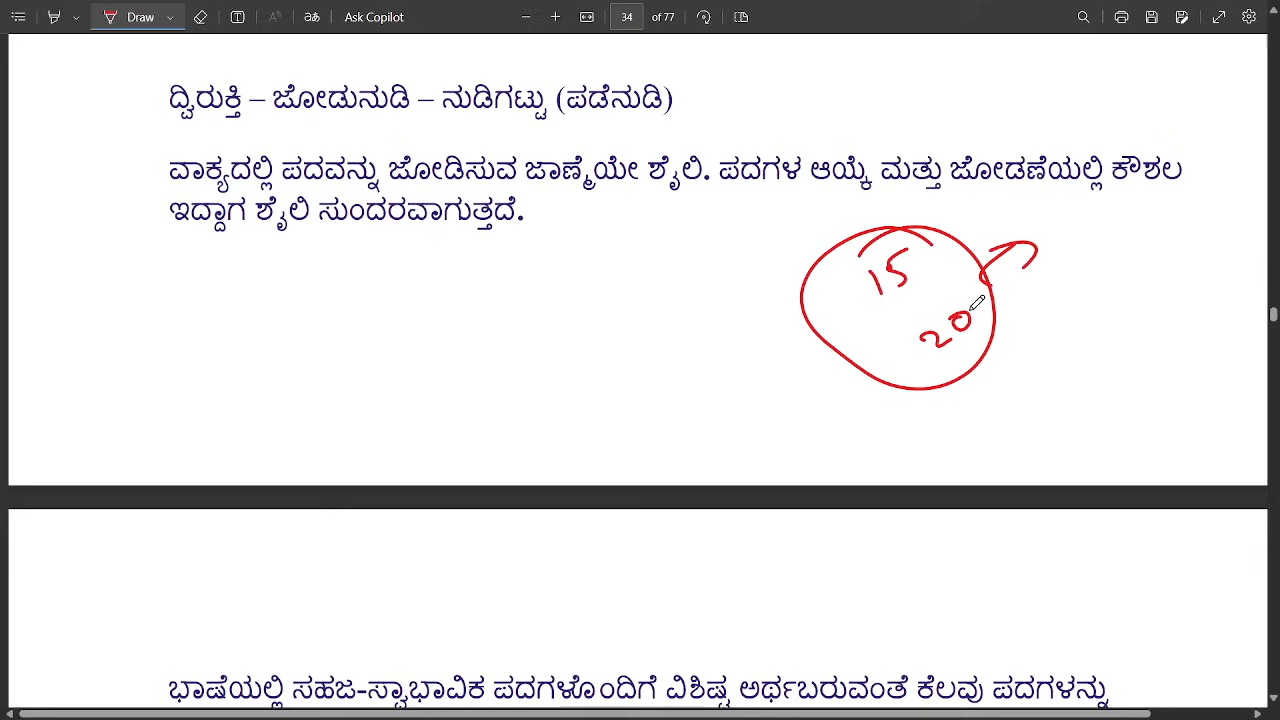 Draw
Ask Copilot
34 of 77
ದ್ವಿರುಕ್ತಿ – ಜೋಡುನುಡಿ – ನುಡಿಗಟ್ಟು (ಪಡೆನುಡಿ)
ವಾಕ್ಯದಲ್ಲಿ ಪದವನ್ನು ಜೋಡಿಸುವ ಜಾಣ್ಮೆಯೇ ಶೈಲಿ. ಪದಗಳ ಆಯ್ಕೆ ಮತ್ತು ಜೋಡಣೆಯಲ್ಲಿ ಕೌಶಲ
ಇದ್ದಾಗ ಶೈಲಿ ಸುಂದರವಾಗುತ್ತದೆ.
15
20
ಭಾಷೆಯಲ್ಲಿ ಸಹಜ-ಸ್ವಾಭಾವಿಕ ಪದಗಳೊಂದಿಗೆ ವಿಶಿಷ್ಟ ಅರ್ಥಬರುವಂತೆ ಕೆಲವು ಪದಗಳನ್ನು